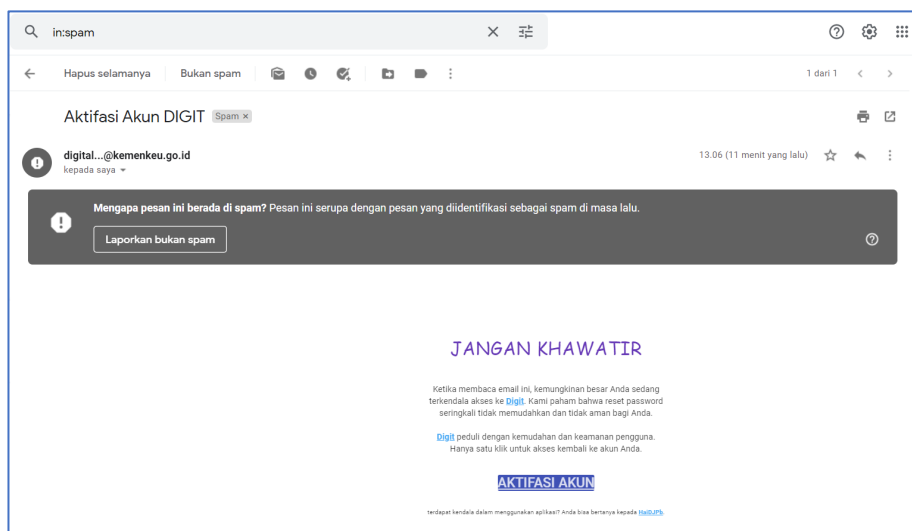 in:spam
Hapus selamanya Bukan spam 1 dari 1
Aktifasi Akun DIGIT Spam ×
digital...@kemenkeu.go.id 13.06 (11 menit yang lalu)
kepada saya
Mengapa pesan ini berada di spam? Pesan ini serupa dengan pesan yang diidentifikasi sebagai spam di masa lalu.
Laporkan bukan spam
JANGAN KHAWATIR
Ketika membaca email ini, kemungkinan besar Anda sedang
terkendala akses ke Digit. Kami paham bahwa reset password
seringkali tidak memudahkan dan tidak aman bagi Anda.
Digit peduli dengan kemudahan dan keamanan pengguna.
Hanya satu klik untuk akses kembali ke akun Anda.
AKTIFASI AKUN
terdapat kendala dalam menggunakan aplikasi? Anda bisa bertanya kepada HaiDJPb.